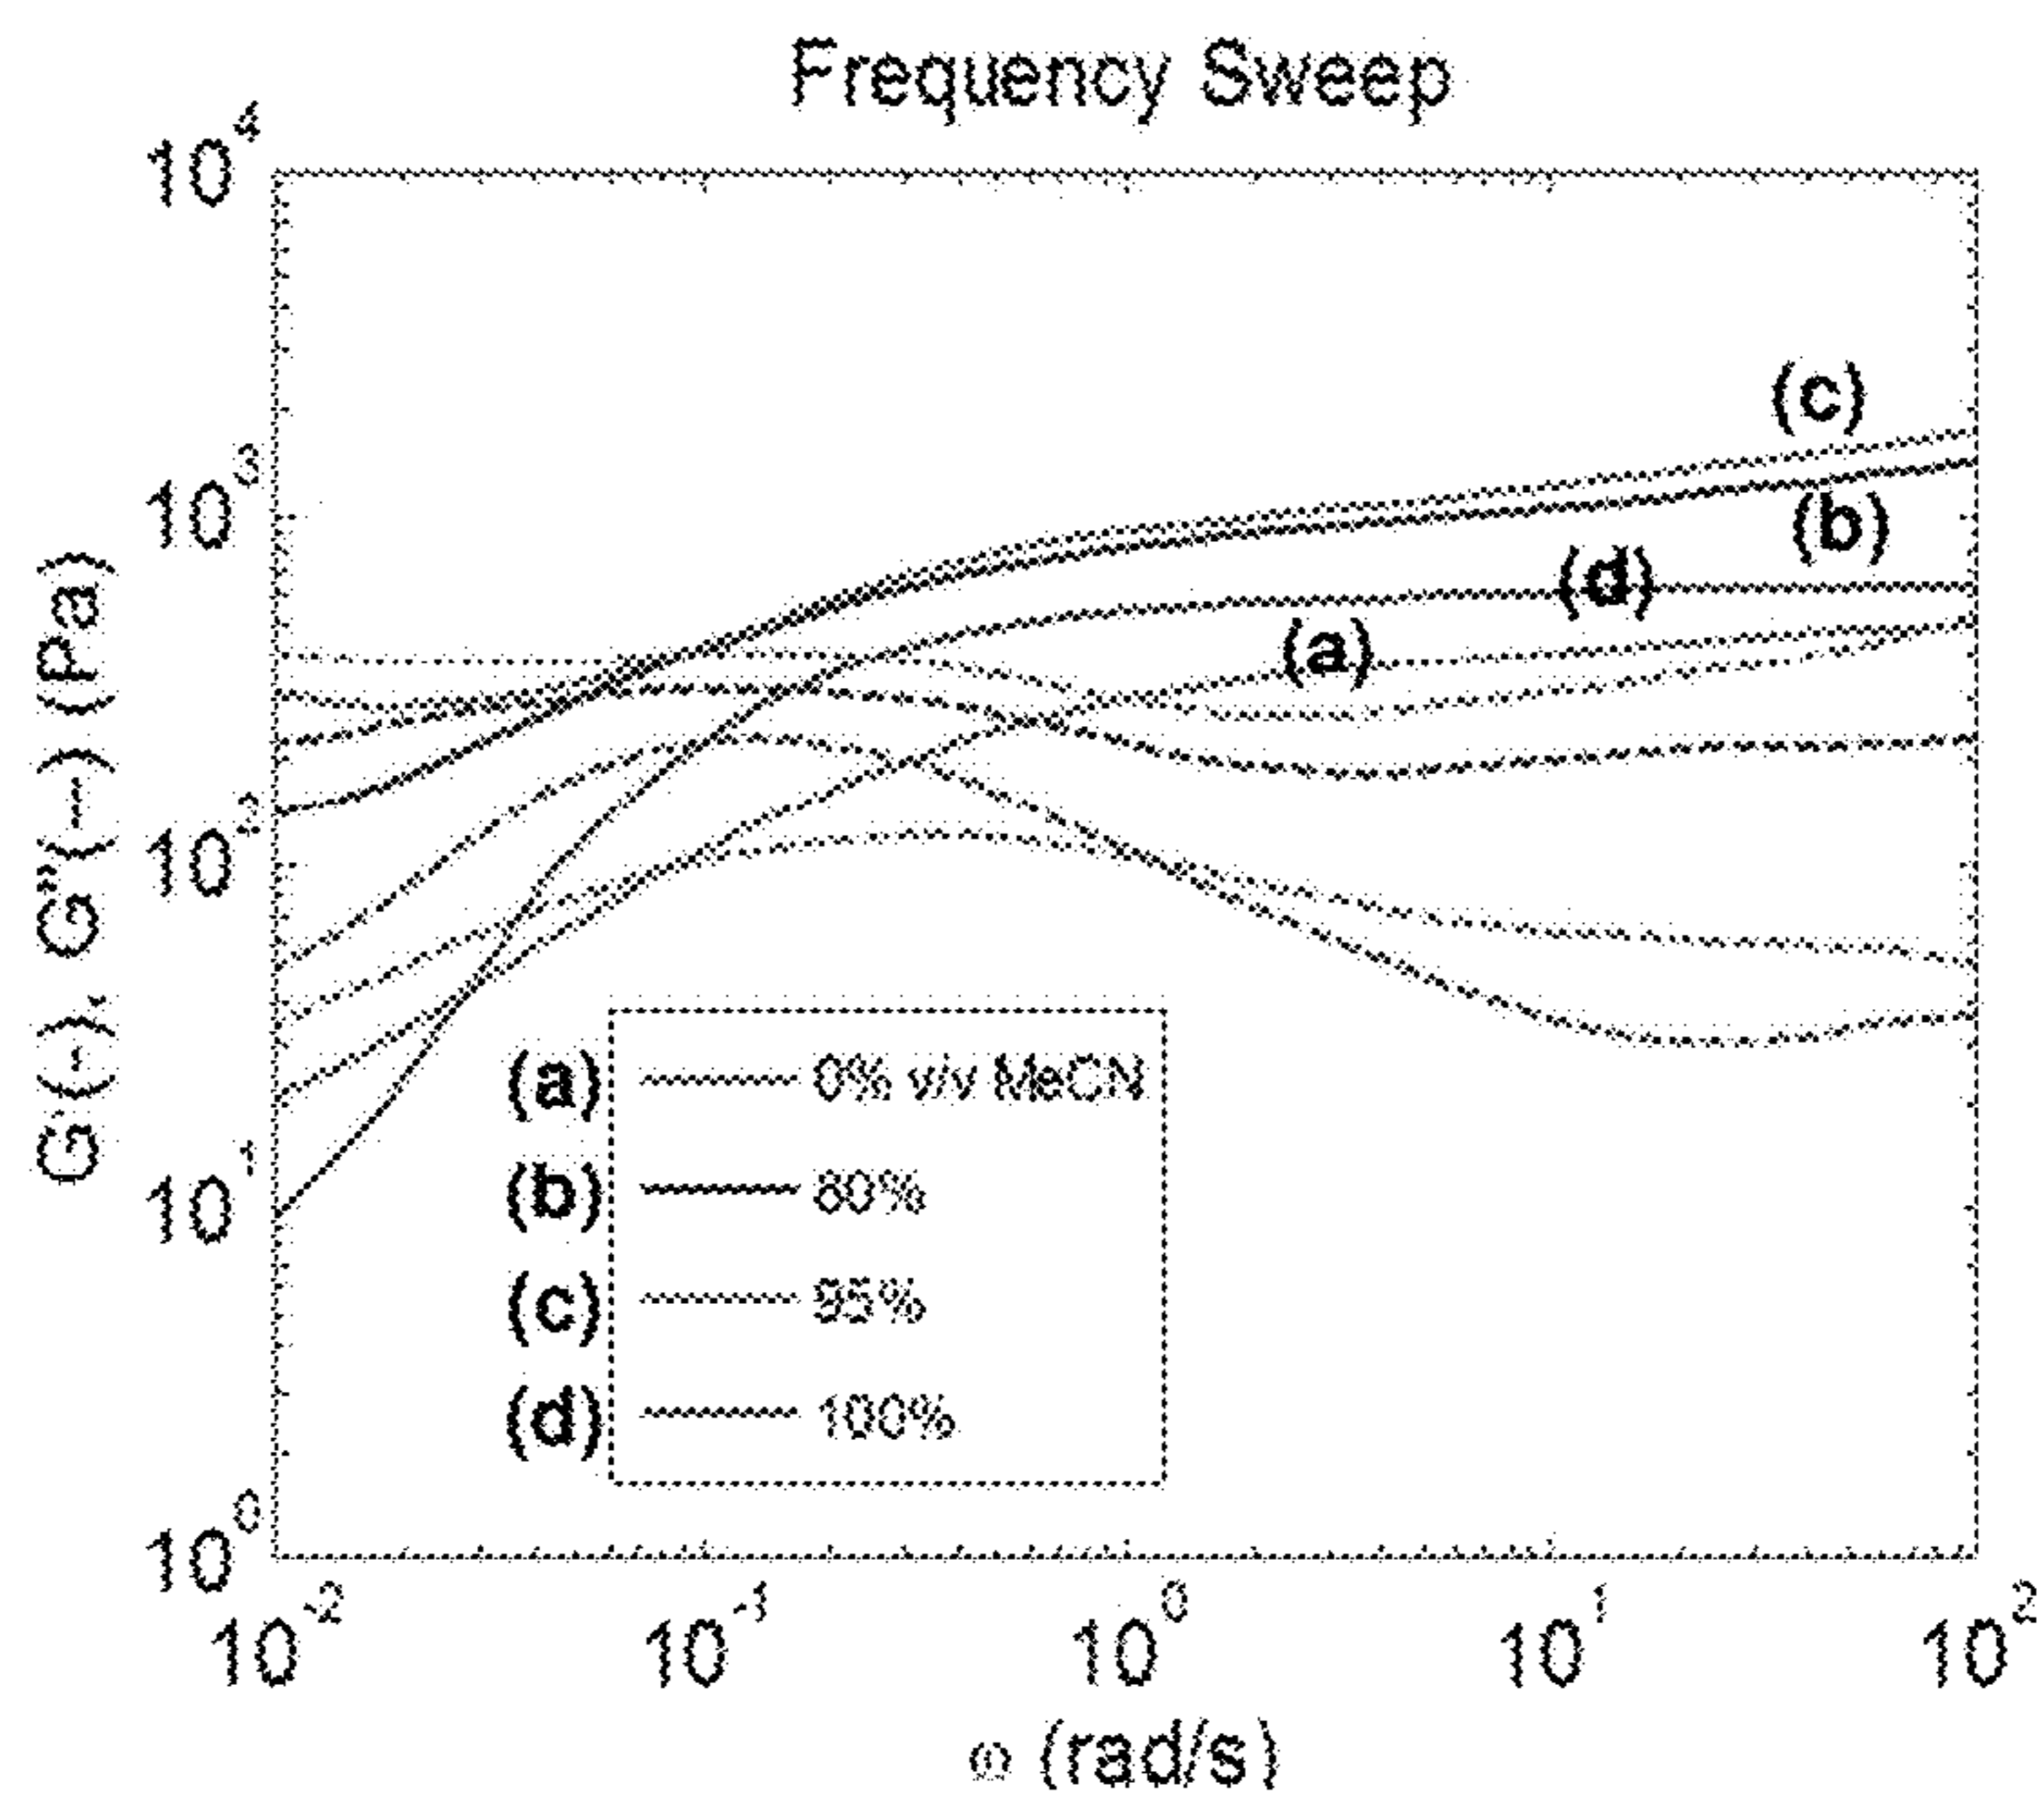 Frequency Sweep
10^4
10^3
10^2
10^1
10^0
G'(-), G"(--) (Pa)
(c)
(b)
(d)
(a)
(a) 0% v/v MeCN
(b) 80%
(c) 95%
(d) 100%
10^-2 10^-1 10^0 10^1 10^2
ω (rad/s)